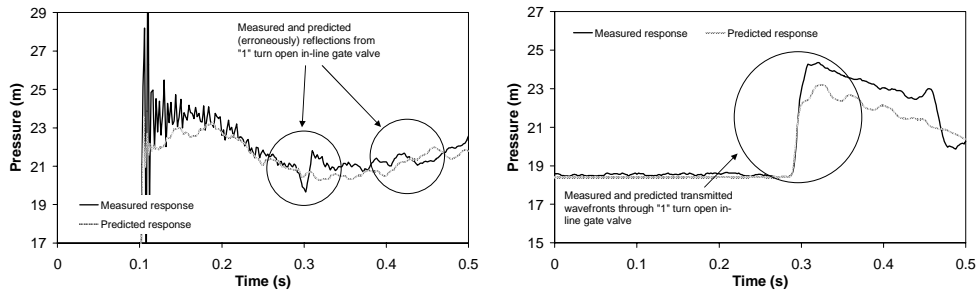 29
27
25
23
21
19
17
Pressure (m)
Measured and predicted
(erroneously) reflections from
"1" turn open in-line gate valve
Measured response
Predicted response
0
0.1
0.2
0.3
0.4
0.5
Time (s)
27
25
23
21
19
17
15
Pressure (m)
Measured response
Predicted response
Measured and predicted transmitted
wavefronts through "1" turn open in-
line gate valve
0
0.1
0.2
0.3
0.4
0.5
Time (s)